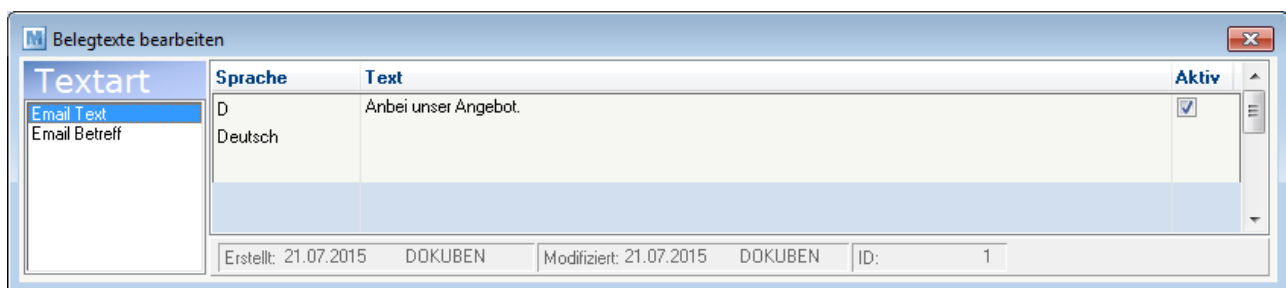 Belegtexte bearbeiten
Textart
Email Text
Email Betreff
Sprache Text Aktiv
D Anbei unser Angebot.
Deutsch
Erstellt: 21.07.2015 DOKUBEN Modifiziert: 21.07.2015 DOKUBEN ID: 1